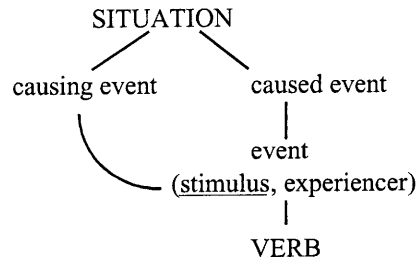 SITUATION
causing event caused event
event
(stimulus, experiencer)
VERB